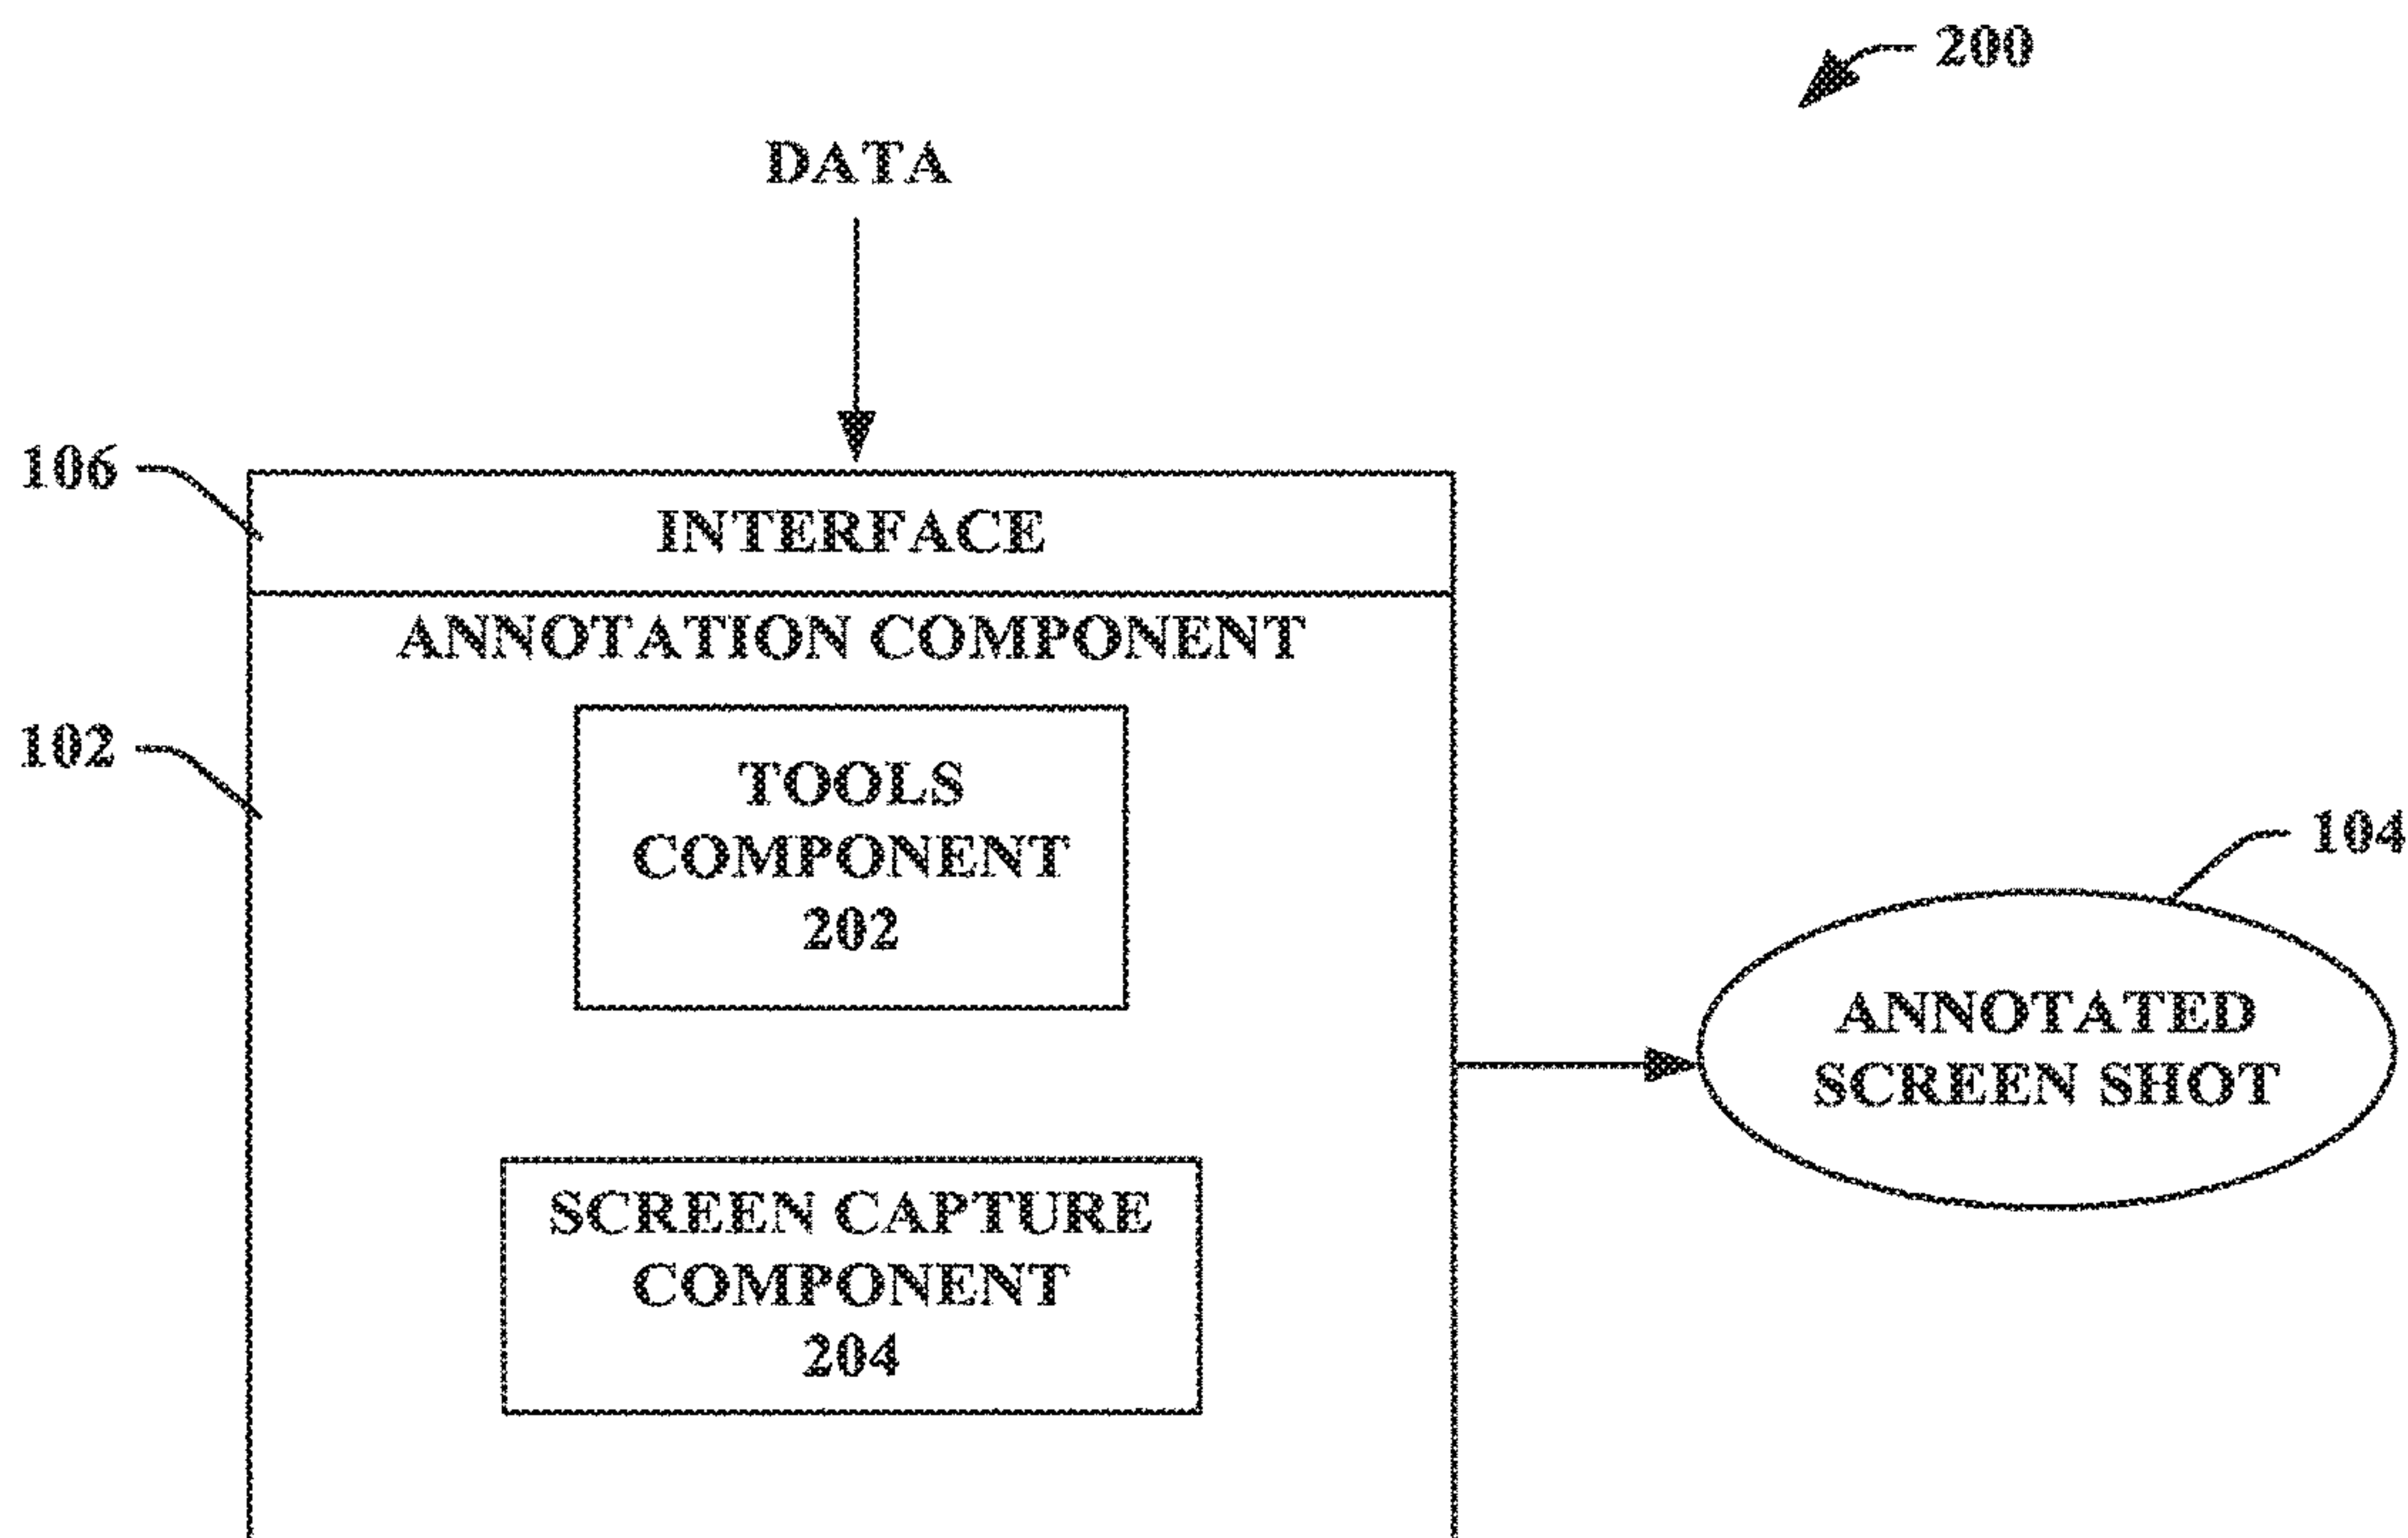 200
DATA
106
INTERFACE
ANNOTATION COMPONENT
102
TOOLS
COMPONENT
202
104
ANNOTATED
SCREEN SHOT
SCREEN CAPTURE
COMPONENT
204